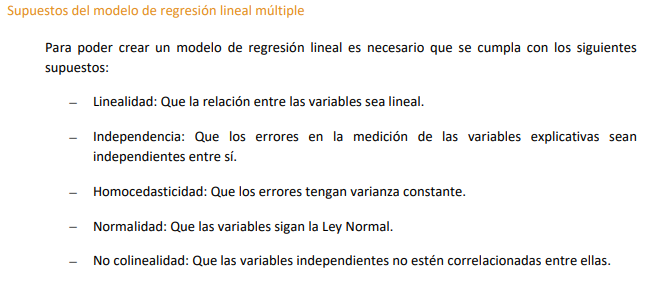 Supuestos del modelo de regresión lineal múltiple
Para poder crear un modelo de regresión lineal es necesario que se cumpla con los siguientes
supuestos:
– Linealidad: Que la relación entre las variables sea lineal.
– Independencia: Que los errores en la medición de las variables explicativas sean
independientes entre sí.
– Homocedasticidad: Que los errores tengan varianza constante.
– Normalidad: Que las variables sigan la Ley Normal.
– No colinealidad: Que las variables independientes no estén correlacionadas entre ellas.